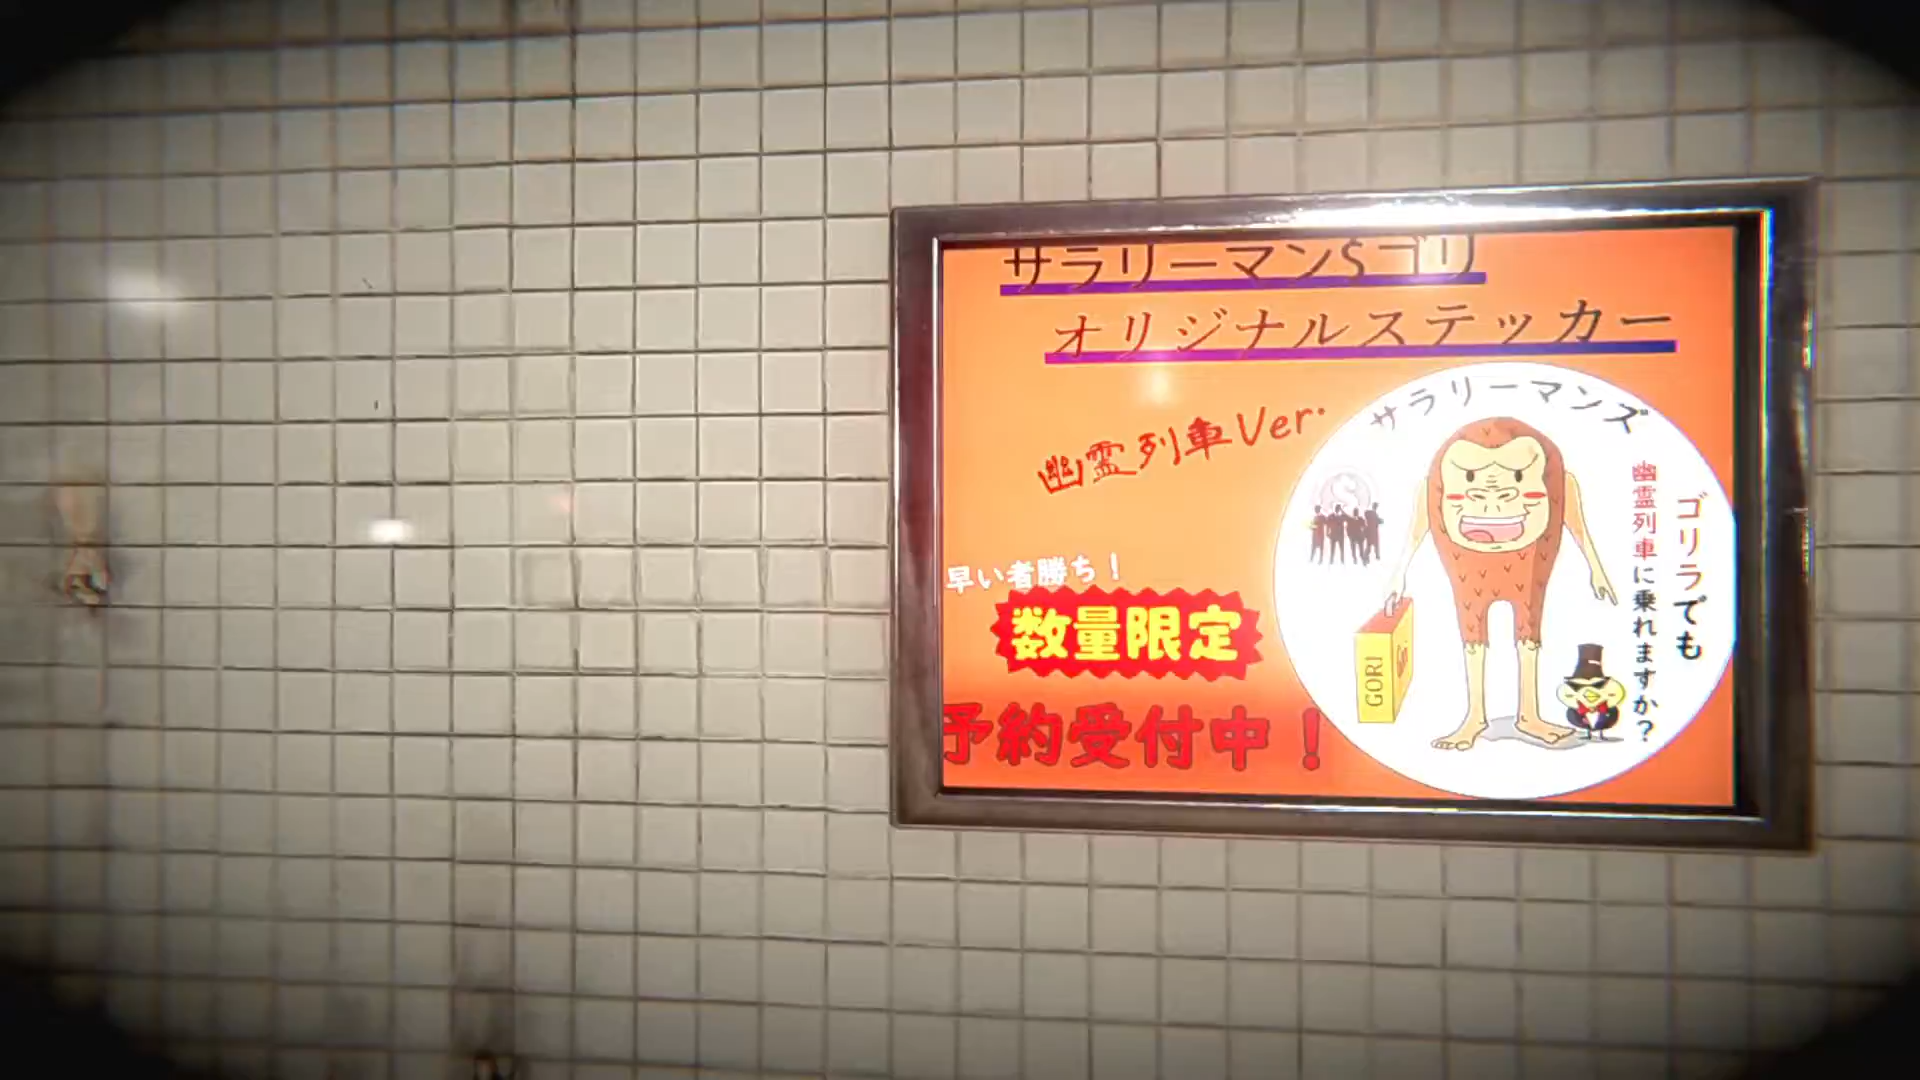 サラリーマンSゴリ
オリジナルステッカー
幽霊列車Ver.
早い者勝ち！
数量限定
予約受付中！
サラリーマンズ
S
ゴリラでも
幽霊列車に乗れますか？
GORI